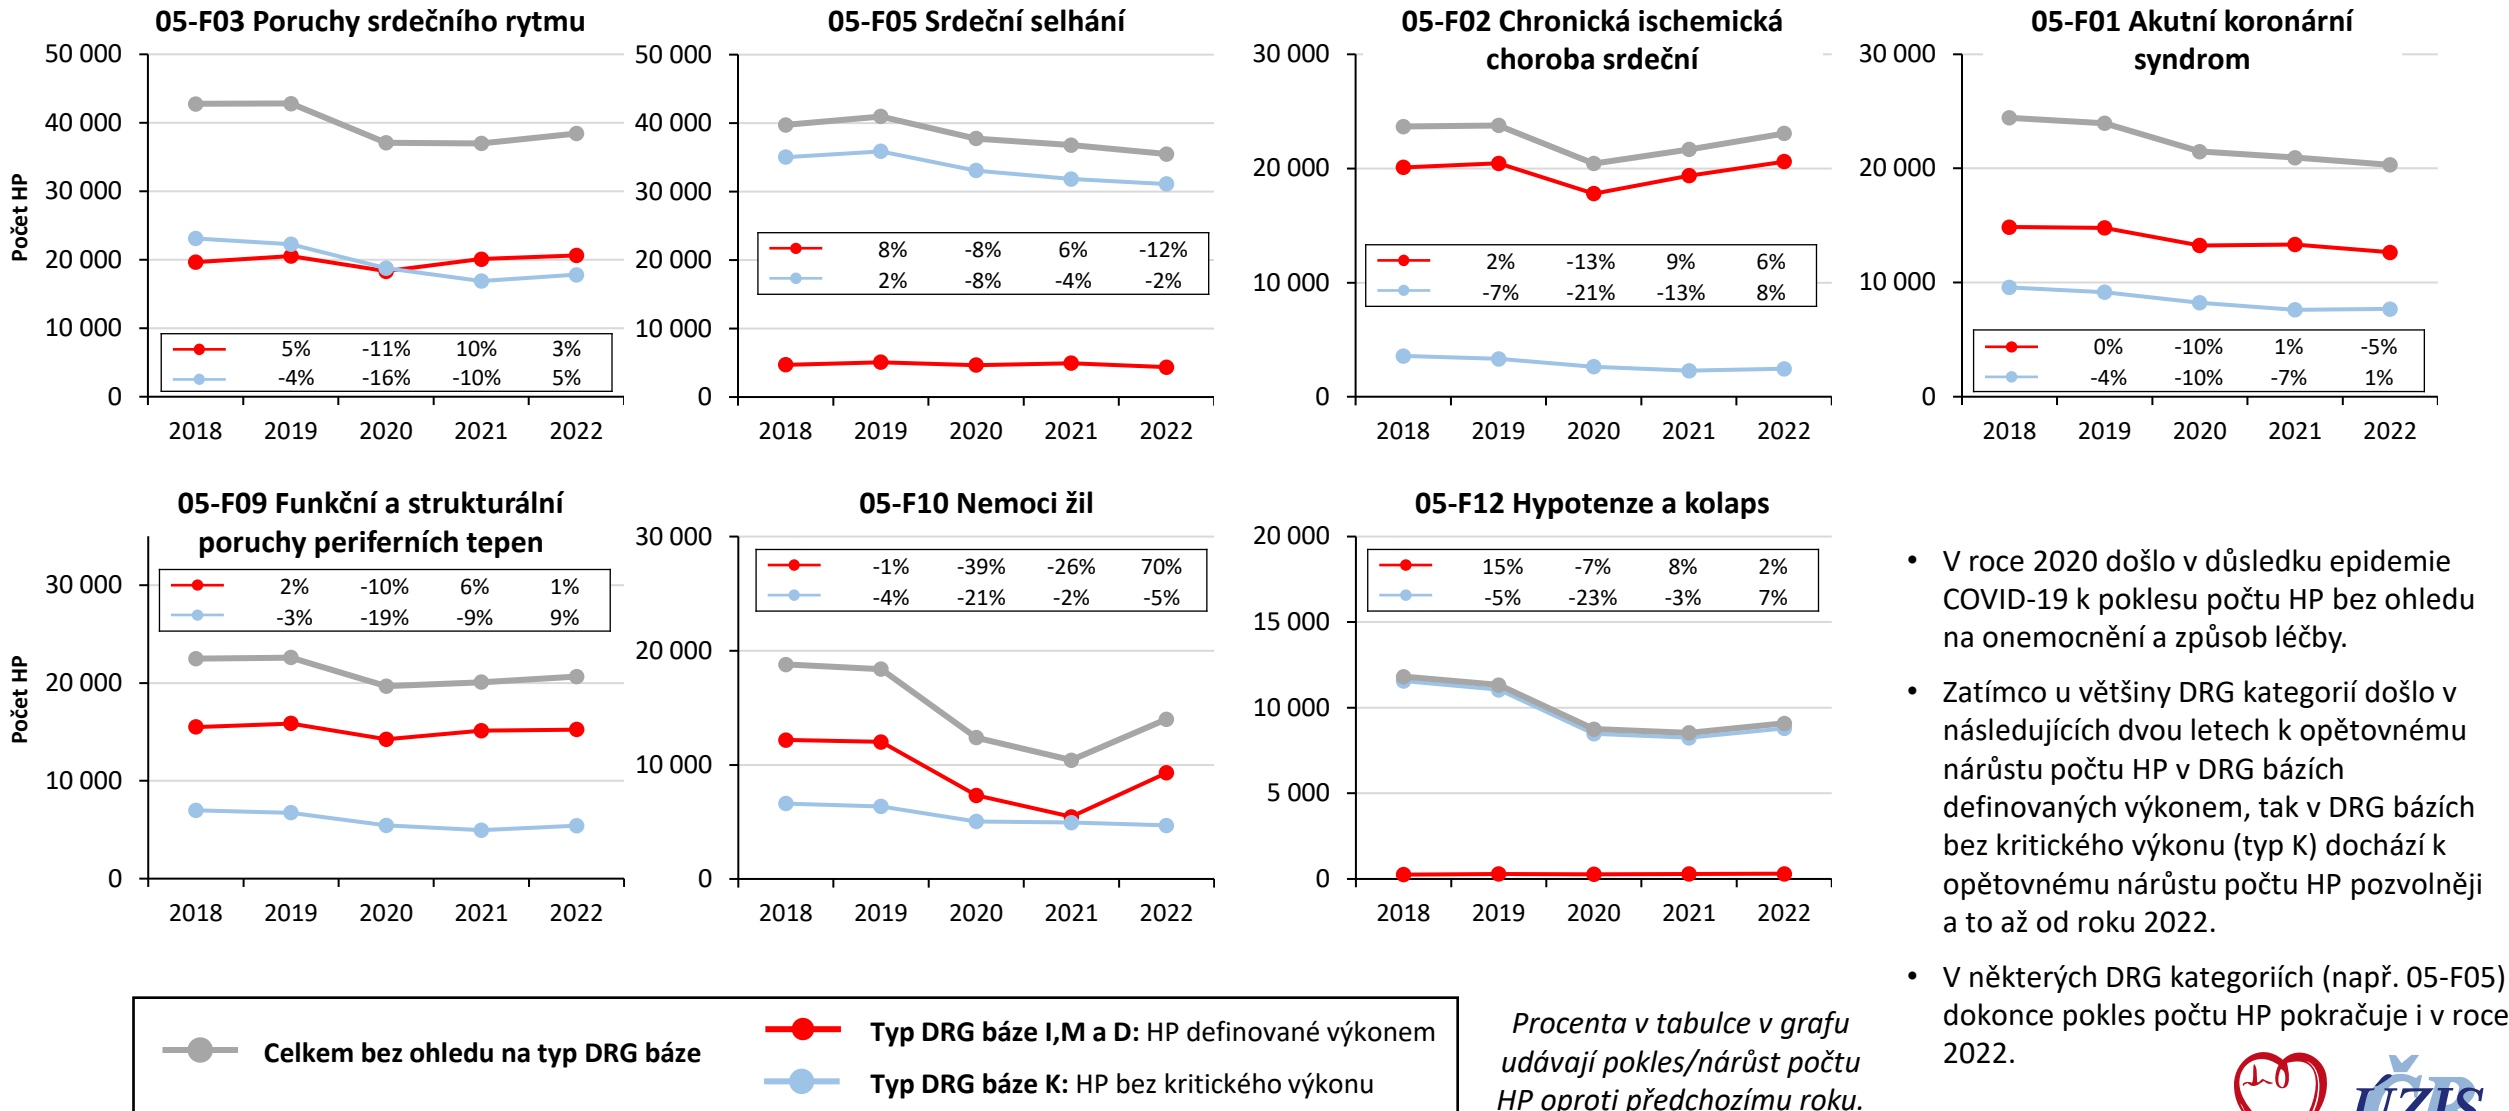 05-F03 Poruchy srdečního rytmu
50 000
40 000
30 000
20 000
10 000
0
Počet HP
5% -11% 10% 3%
-4% -16% -10% 5%
2018 2019 2020 2021 2022
05-F05 Srdeční selhání
50 000
40 000
30 000
20 000
10 000
0
8% -8% 6% -12%
2% -8% -4% -2%
2018 2019 2020 2021 2022
05-F02 Chronická ischemická
choroba srdeční
30 000
20 000
10 000
0
2% -13% 9% 6%
-7% -21% -13% 8%
2018 2019 2020 2021 2022
05-F01 Akutní koronární
syndrom
30 000
20 000
10 000
0
0% -10% 1% -5%
-4% -10% -7% 1%
2018 2019 2020 2021 2022
05-F09 Funkční a strukturální
poruchy periferních tepen
30 000
20 000
10 000
0
Počet HP
2% -10% 6% 1%
-3% -19% -9% 9%
2018 2019 2020 2021 2022
05-F10 Nemoci žil
30 000
20 000
10 000
0
-1% -39% -26% 70%
-4% -21% -2% -5%
2018 2019 2020 2021 2022
05-F12 Hypotenze a kolaps
20 000
15 000
10 000
5 000
0
15% -7% 8% 2%
-5% -23% -3% 7%
2018 2019 2020 2021 2022
• V roce 2020 došlo v důsledku epidemie
COVID-19 k poklesu počtu HP bez ohledu
na onemocnění a způsob léčby.
• Zatímco u většiny DRG kategorií došlo v
následujících dvou letech k opětovnému
nárůstu počtu HP v DRG bázích
definovaných výkonem, tak v DRG bázích
bez kritického výkonu (typ K) dochází k
opětovnému nárůstu počtu HP pozvolněji
a to až od roku 2022.
• V některých DRG kategoriích (např. 05-F05)
dokonce pokles počtu HP pokračuje i v roce
2022.
Celkem bez ohledu na typ DRG báze
Typ DRG báze I,M a D: HP definované výkonem
Typ DRG báze K: HP bez kritického výkonu
Procenta v tabulce v grafu
udávají pokles/nárůst počtu
HP oproti předchozímu roku.
ČR
ÚZIS